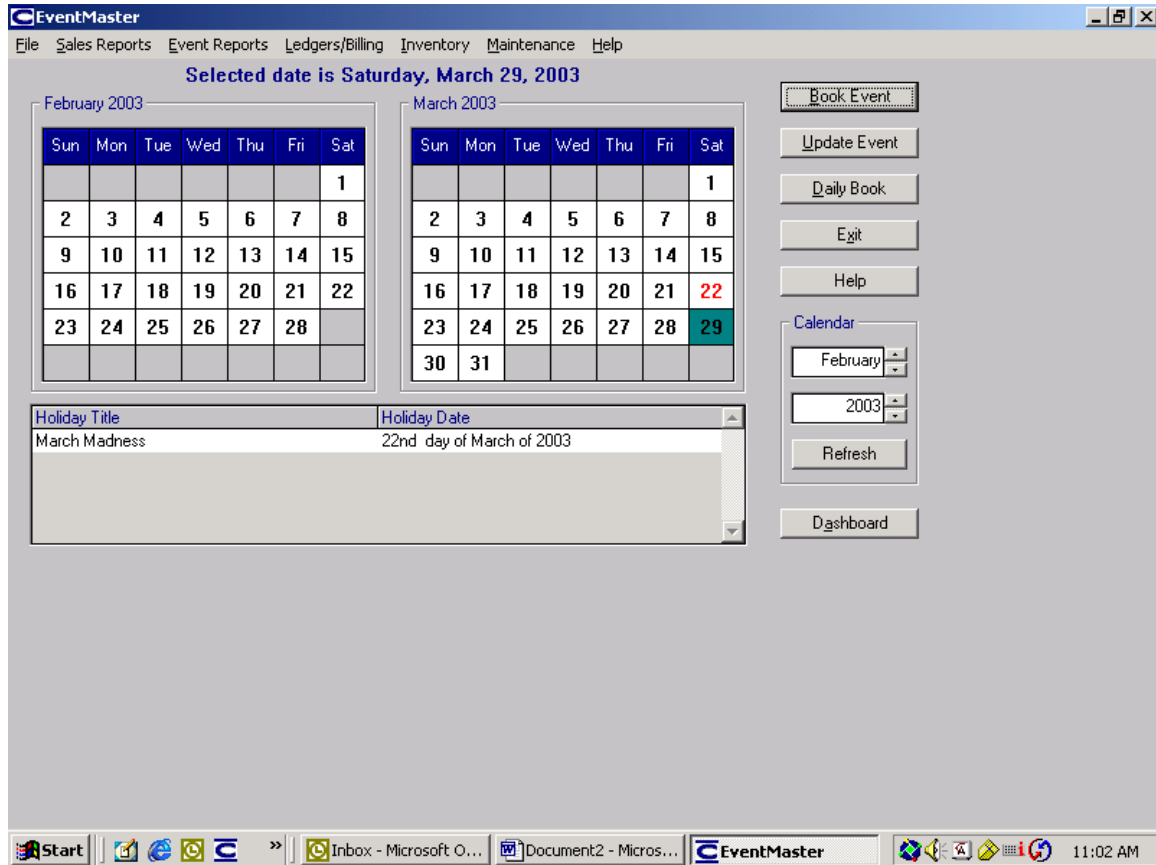 EventMaster
File Sales Reports Event Reports Ledgers/Billing Inventory Maintenance Help
Selected date is Saturday, March 29, 2003
February 2003
Sun Mon Tue Wed Thu Fri Sat
1
2 3 4 5 6 7 8
9 10 11 12 13 14 15
16 17 18 19 20 21 22
23 24 25 26 27 28
March 2003
Sun Mon Tue Wed Thu Fri Sat
1
2 3 4 5 6 7 8
9 10 11 12 13 14 15
16 17 18 19 20 21 22
23 24 25 26 27 28 29
30 31
Book Event
Update Event
Daily Book
Exit
Help
Calendar
February
2003
Refresh
Dashboard
Holiday Title Holiday Date
March Madness 22nd day of March of 2003
Start » Inbox - Microsoft O... Document2 - Micros... EventMaster 11:02 AM